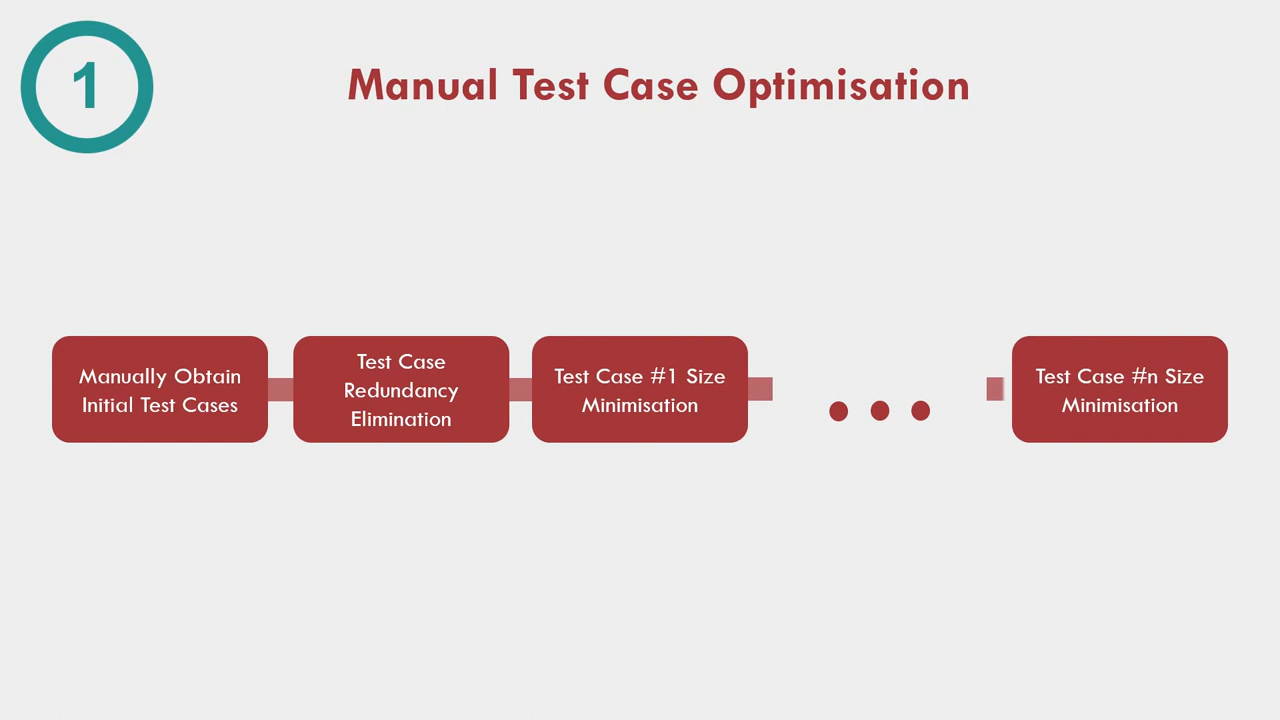 1
Manual Test Case Optimisation
Manually Obtain
Initial Test Cases
Test Case
Redundancy
Elimination
Test Case #1 Size
Minimisation
Test Case #n Size
Minimisation